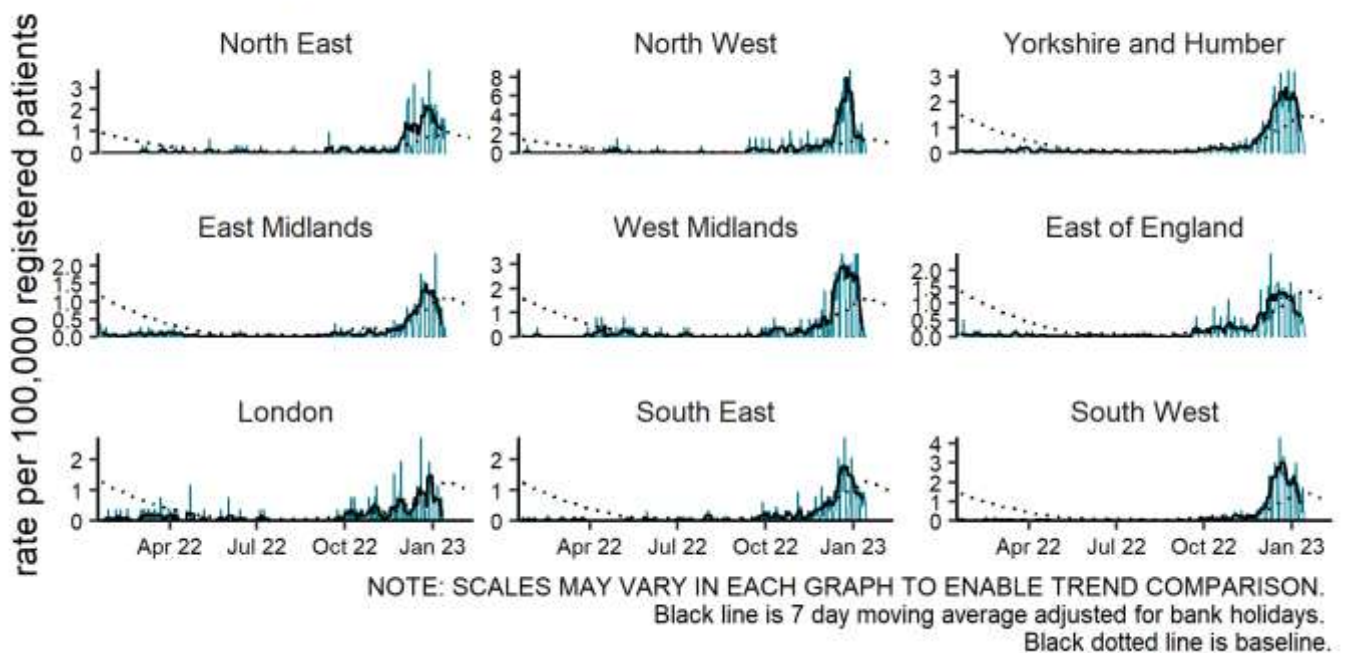 rate per 100,000 registered patients
North East
3
2
1
0
North West
8
6
4
2
0
Yorkshire and Humber
3
2
1
0
East Midlands
2.0
1.5
1.0
0.5
0.0
West Midlands
3
2
1
0
East of England
2.0
1.5
1.0
0.5
0.0
London
2
1
0
South East
2
1
0
South West
4
3
2
1
0
Apr 22 Jul 22 Oct 22 Jan 23
Apr 22 Jul 22 Oct 22 Jan 23
Apr 22 Jul 22 Oct 22 Jan 23
NOTE: SCALES MAY VARY IN EACH GRAPH TO ENABLE TREND COMPARISON.
Black line is 7 day moving average adjusted for bank holidays.
Black dotted line is baseline.